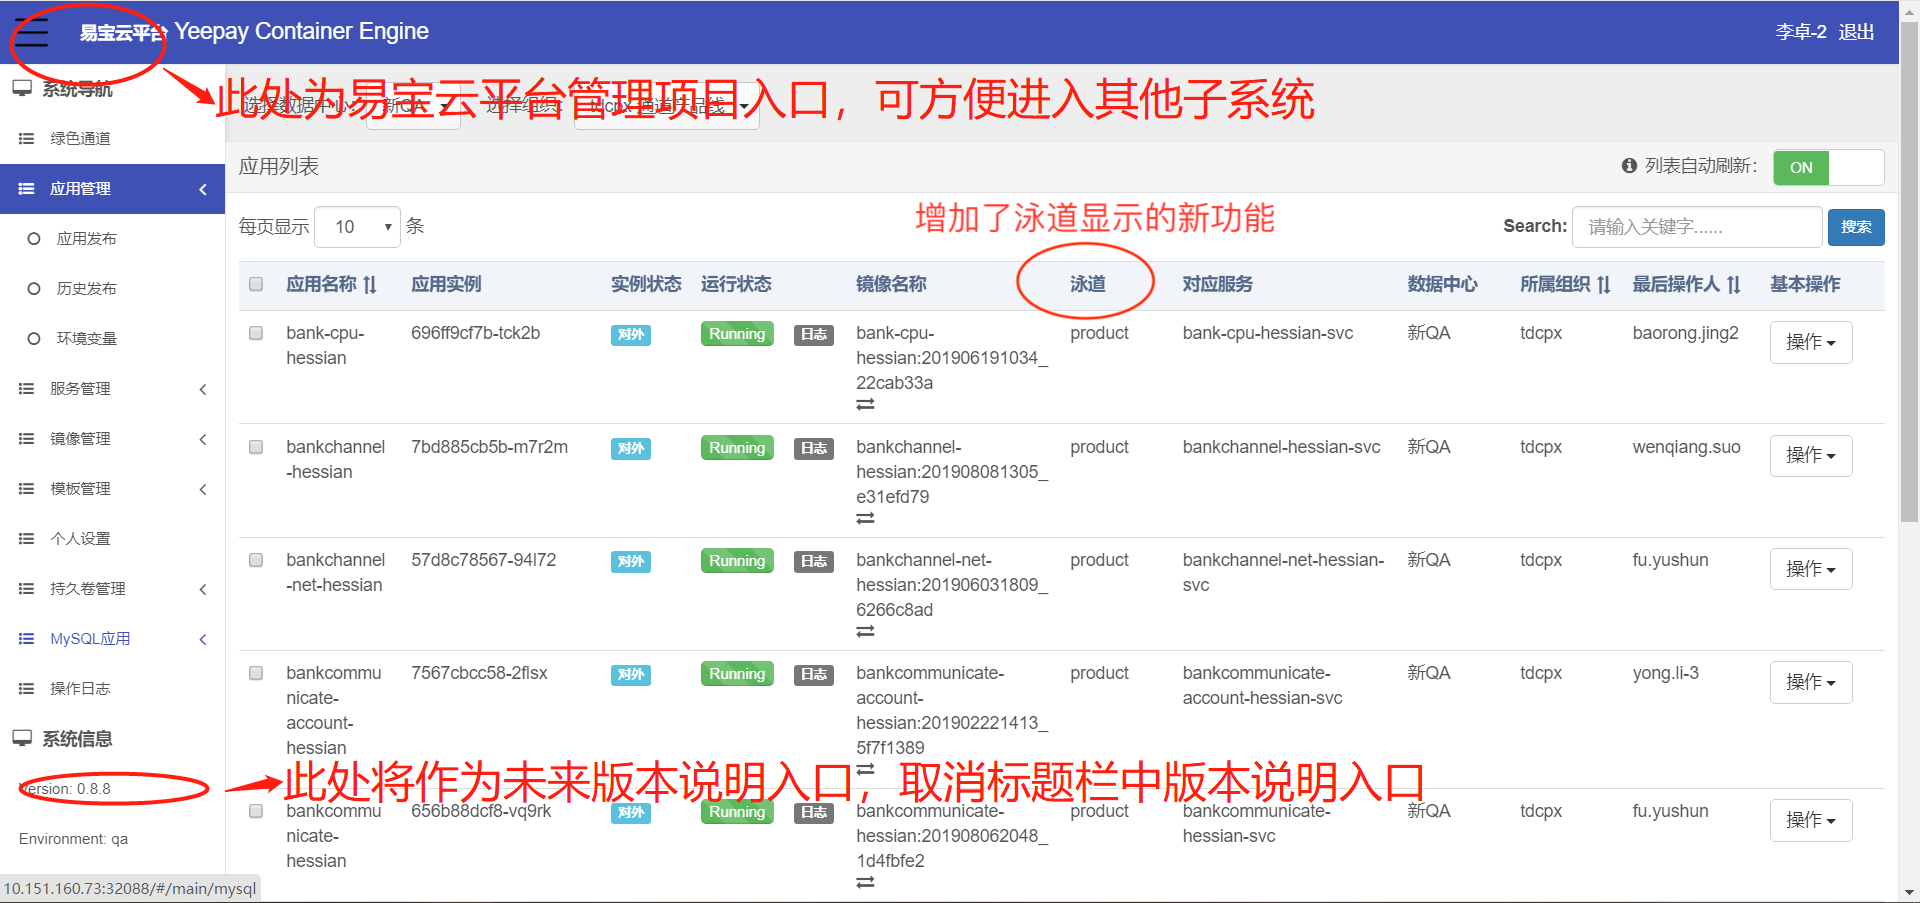 易宝云平台 Yeepay Container Engine
李卓-2 退出
此处为易宝云平台管理项目入口，可方便进入其他子系统
选择数据中心: 新QA 选择组织: tdcpx 通道产品线
系统导航
绿色通道
应用管理
应用发布
历史发布
环境变量
服务管理
镜像管理
模板管理
个人设置
持久卷管理
MySQL应用
操作日志
系统信息
Version: 0.8.8
Environment: qa
10.151.160.73:32088/#/main/mysql
应用列表
列表自动刷新: ON
每页显示 10 条
增加了泳道显示的新功能
Search: 请输入关键字...... 搜索
应用名称 应用实例 实例状态 运行状态 镜像名称 泳道 对应服务 数据中心 所属组织 最后操作人 基本操作
bank-cpu- 696ff9cf7b-tck2b 对外 Running 日志 bank-cpu- product bank-cpu-hessian-svc 新QA tdcpx baorong.jing2 操作
hessian hessian:201906191034_
22cab33a
bankchannel 7bd885cb5b-m7r2m 对外 Running 日志 bankchannel- product bankchannel-hessian-svc 新QA tdcpx wenqiang.suo 操作
-hessian hessian:201908081305_
e31efd79
bankchannel 57d8c78567-94l72 对外 Running 日志 bankchannel-net- product bankchannel-net-hessian- 新QA tdcpx fu.yushun 操作
-net-hessian hessian:201906031809_ svc
6266c8ad
bankcommu 7567cbcc58-2flsx 对外 Running 日志 bankcommunicate- product bankcommunicate- 新QA tdcpx yong.li-3 操作
nicate- account- account-hessian-svc
account- hessian:201902221413_
hessian 5f7f1389
此处将作为未来版本说明入口，取消标题栏中版本说明入口
bankcommu 656b88dcf8-vq9rk 对外 Running 日志 bankcommunicate- product bankcommunicate- 新QA tdcpx fu.yushun 操作
nicate- hessian:201908062048_ hessian-svc
hessian 1d4fbfe2